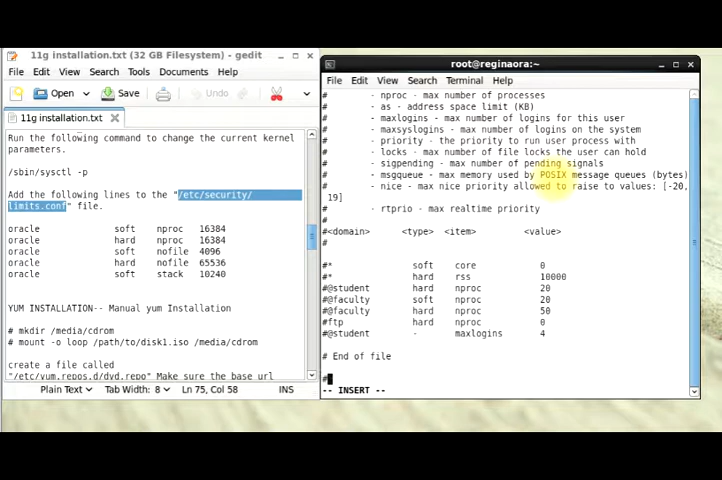 11g installation.txt (32 GB Filesystem) - gedit
File Edit View Search Tools Documents Help
Open Save Undo
11g installation.txt
Run the following command to change the current kernel
parameters.
/sbin/sysctl -p
Add the following lines to the "/etc/security/
limits.conf" file.
oracle soft nproc 16384
oracle hard nproc 16384
oracle soft nofile 4096
oracle hard nofile 65536
oracle soft stack 10240
YUM INSTALLATION-- Manual yum Installation
# mkdir /media/cdrom
# mount -o loop /path/to/disk1.iso /media/cdrom
create a file called
"/etc/yum.repos.d/dvd.repo" Make sure the base url
Plain Text Tab Width: 8 Ln 75, Col 58 INS
root@reginaora:~
File Edit View Search Terminal Help
# - nproc - max number of processes
# - as - address space limit (KB)
# - maxlogins - max number of logins for this user
# - maxsyslogins - max number of logins on the system
# - priority - the priority to run user process with
# - locks - max number of file locks the user can hold
# - sigpending - max number of pending signals
# - msgqueue - max memory used by POSIX message queues (bytes)
# - nice - max nice priority allowed to raise to values: [-20,
19]
# - rtprio - max realtime priority
#
#<domain> <type> <item> <value>
#
#* soft core 0
#* hard rss 10000
#@student hard nproc 20
#@faculty soft nproc 20
#@faculty hard nproc 50
#ftp hard nproc 0
#@student - maxlogins 4
# End of file
#
-- INSERT --